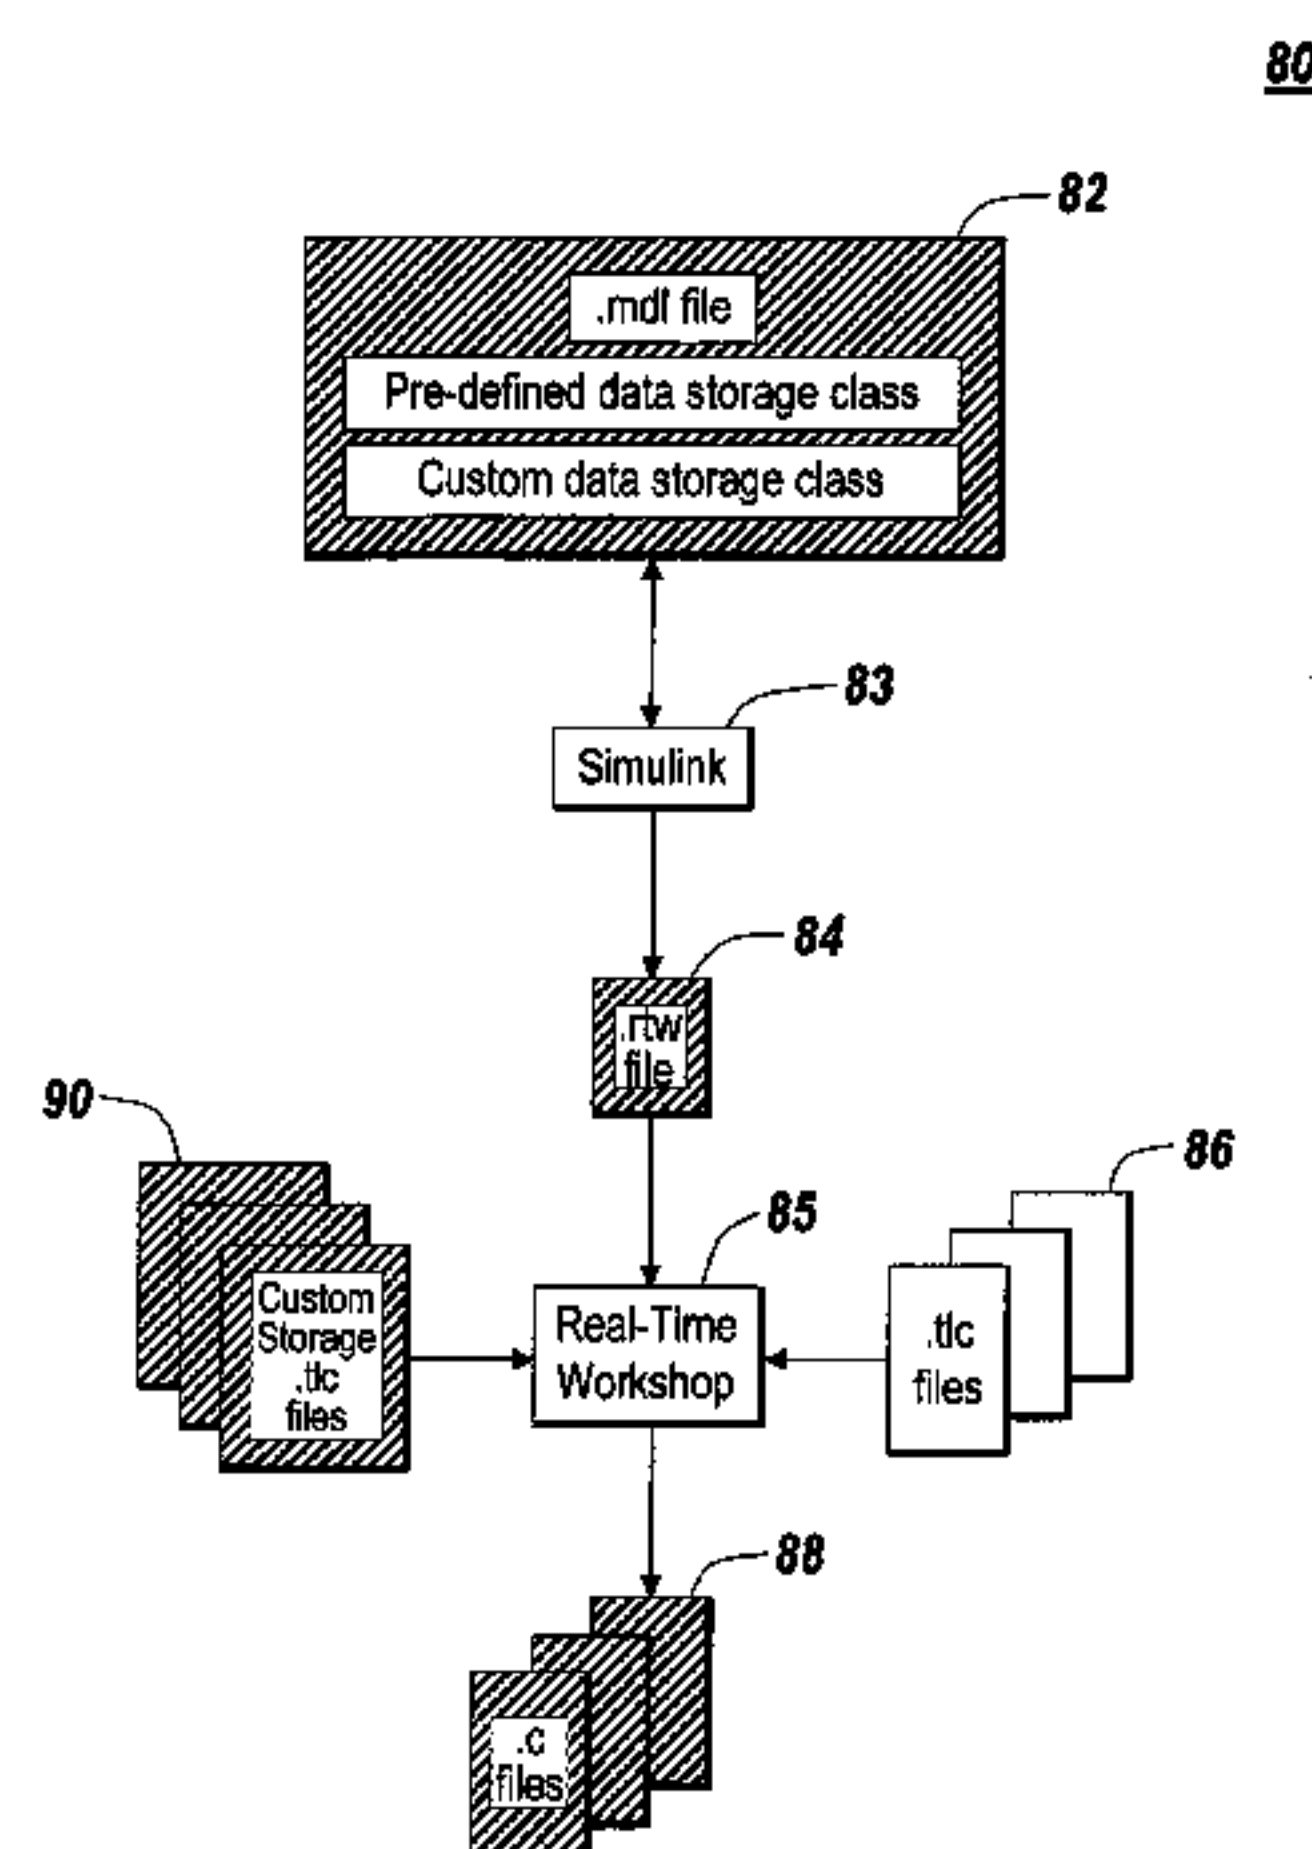 80
82
.mdl file
Pre-defined data storage class
Custom data storage class
83
Simulink
84
.rtw
file
90
86
85
Custom
Storage
.tlc
files
Real-Time
Workshop
.tlc
files
88
.c
files